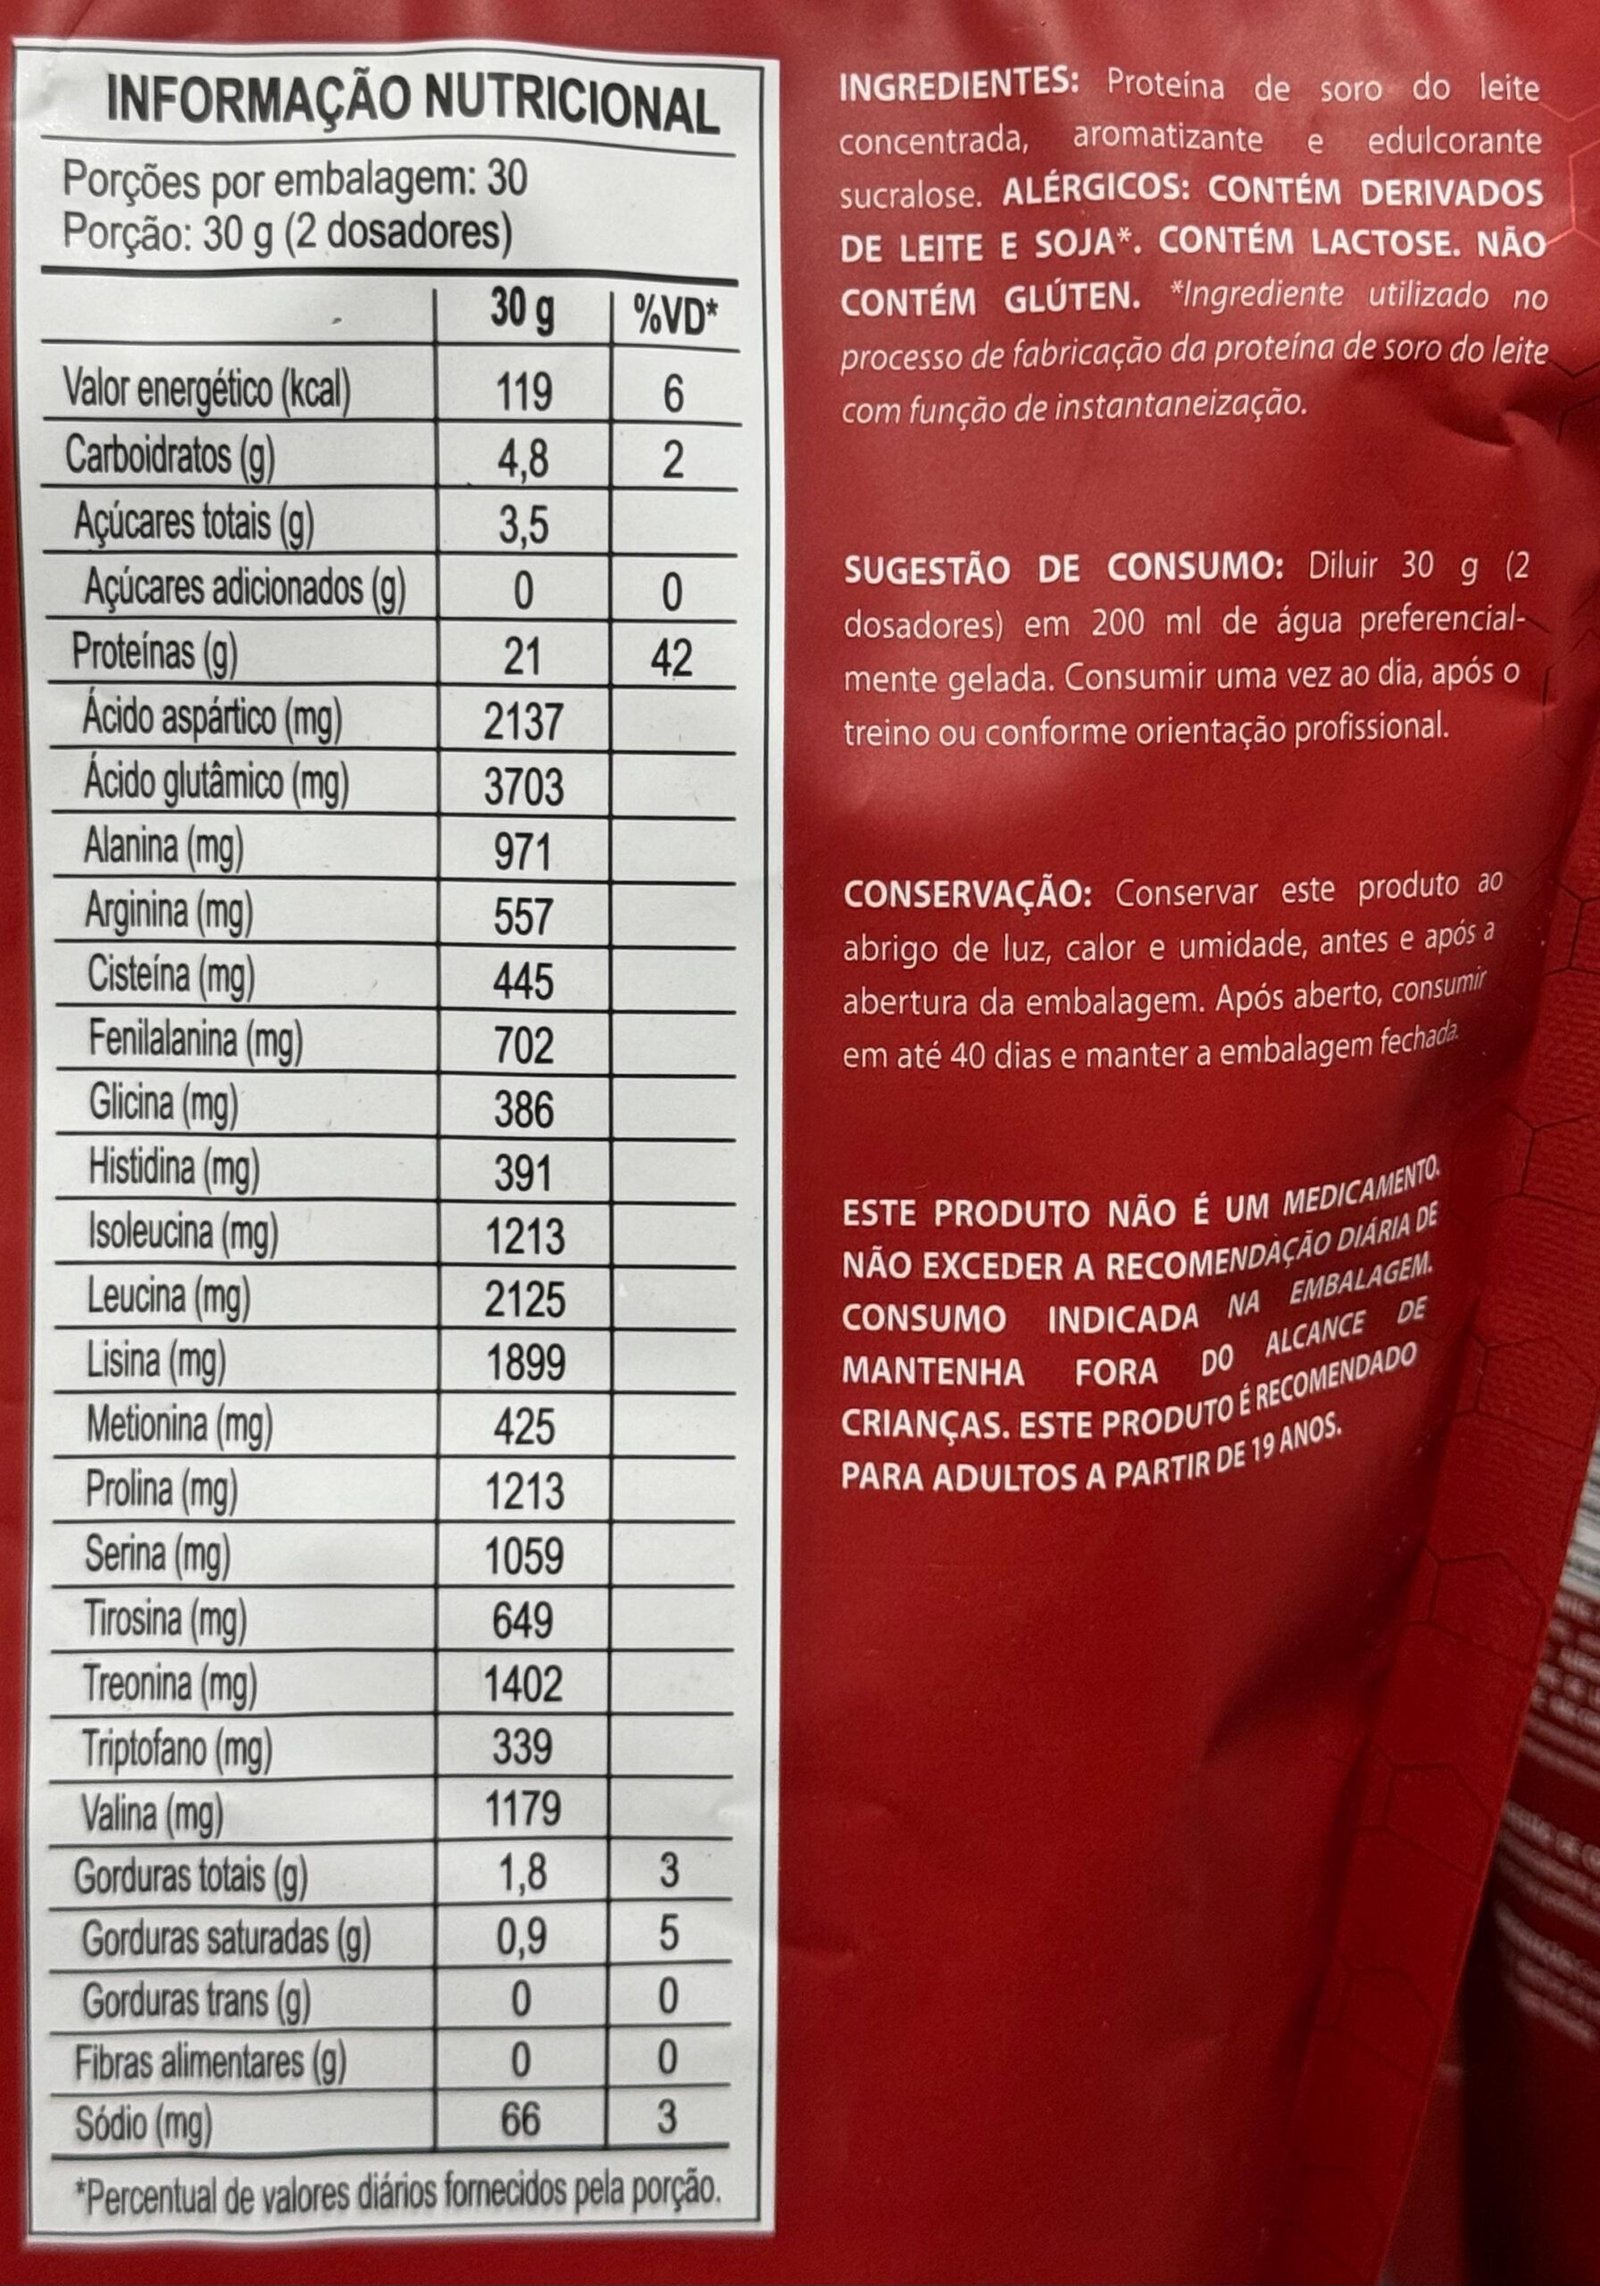 INFORMAÇÃO NUTRICIONAL
Porções por embalagem: 30
Porção: 30 g (2 dosadores)
30 g %VD*
Valor energético (kcal) 119 6
Carboidratos (g) 4,8 2
Açúcares totais (g) 3,5
Açúcares adicionados (g) 0 0
Proteínas (g) 21 42
Ácido aspártico (mg) 2137
Ácido glutâmico (mg) 3703
Alanina (mg) 971
Arginina (mg) 557
Cisteína (mg) 445
Fenilalanina (mg) 702
Glicina (mg) 386
Histidina (mg) 391
Isoleucina (mg) 1213
Leucina (mg) 2125
Lisina (mg) 1899
Metionina (mg) 425
Prolina (mg) 1213
Serina (mg) 1059
Tirosina (mg) 649
Treonina (mg) 1402
Triptofano (mg) 339
Valina (mg) 1179
Gorduras totais (g) 1,8 3
Gorduras saturadas (g) 0,9 5
Gorduras trans (g) 0 0
Fibras alimentares (g) 0 0
Sódio (mg) 66 3
*Percentual de valores diários fornecidos pela porção.
INGREDIENTES: Proteína de soro do leite
concentrada, aromatizante e edulcorante
sucralose. ALÉRGICOS: CONTÉM DERIVADOS
DE LEITE E SOJA*. CONTÉM LACTOSE. NÃO
CONTÉM GLÚTEN. *Ingrediente utilizado no
processo de fabricação da proteína de soro do leite
com função de instantaneização.
SUGESTÃO DE CONSUMO: Diluir 30 g (2
dosadores) em 200 ml de água preferencial-
mente gelada. Consumir uma vez ao dia, após o
treino ou conforme orientação profissional.
CONSERVAÇÃO: Conservar este produto ao
abrigo de luz, calor e umidade, antes e após a
abertura da embalagem. Após aberto, consumir
em até 40 dias e manter a embalagem fechada.
ESTE PRODUTO NÃO É UM MEDICAMENTO.
NÃO EXCEDER A RECOMENDAÇÃO DIÁRIA DE
CONSUMO INDICADA NA EMBALAGEM.
MANTENHA FORA DO ALCANCE DE
CRIANÇAS. ESTE PRODUTO É RECOMENDADO
PARA ADULTOS A PARTIR DE 19 ANOS.